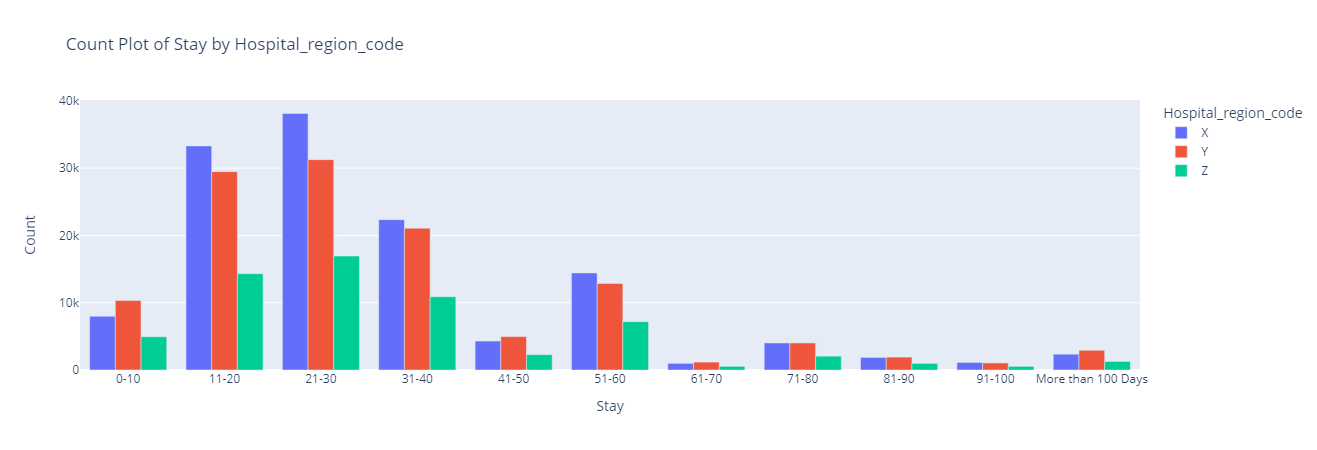 Count Plot of Stay by Hospital_region_code
40k
30k
20k
10k
0
Count
0-10 11-20 21-30 31-40 41-50 51-60 61-70 71-80 81-90 91-100 More than 100 Days
Stay
Hospital_region_code
X
Y
Z